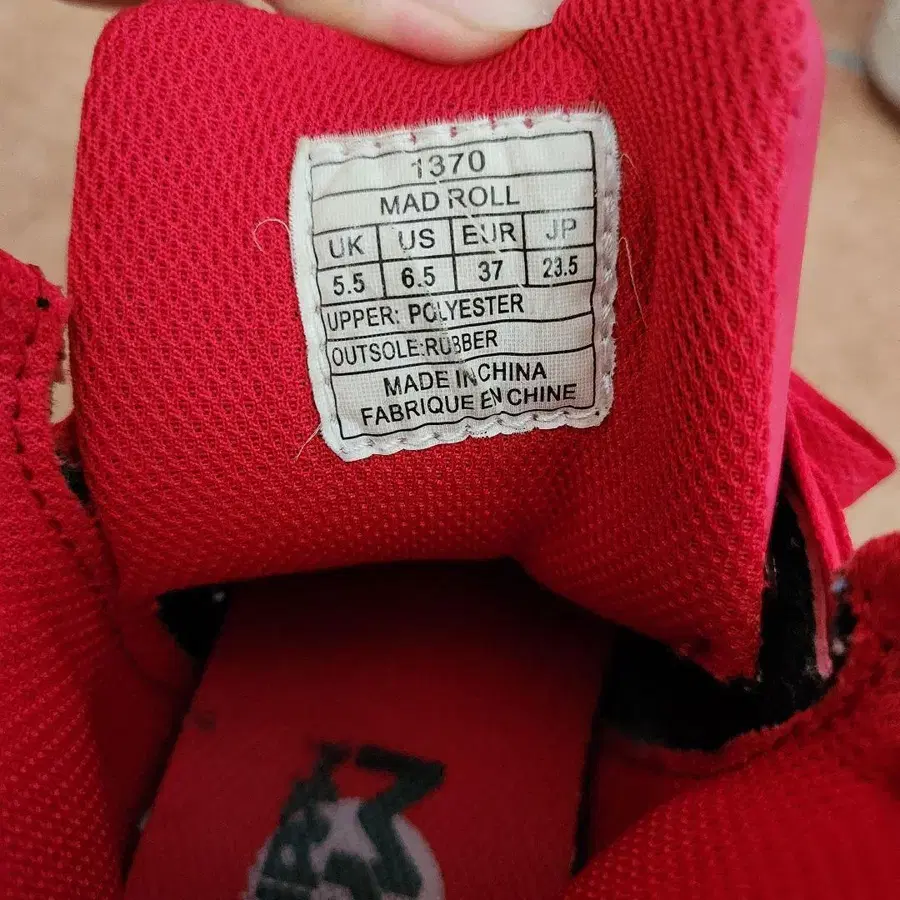 1370
MAD ROLL
UK US EUR JP
5.5 6.5 37 23.5
UPPER: POLYESTER
OUTSOLE:RUBBER
MADE IN CHINA
FABRIQUE EN CHINE